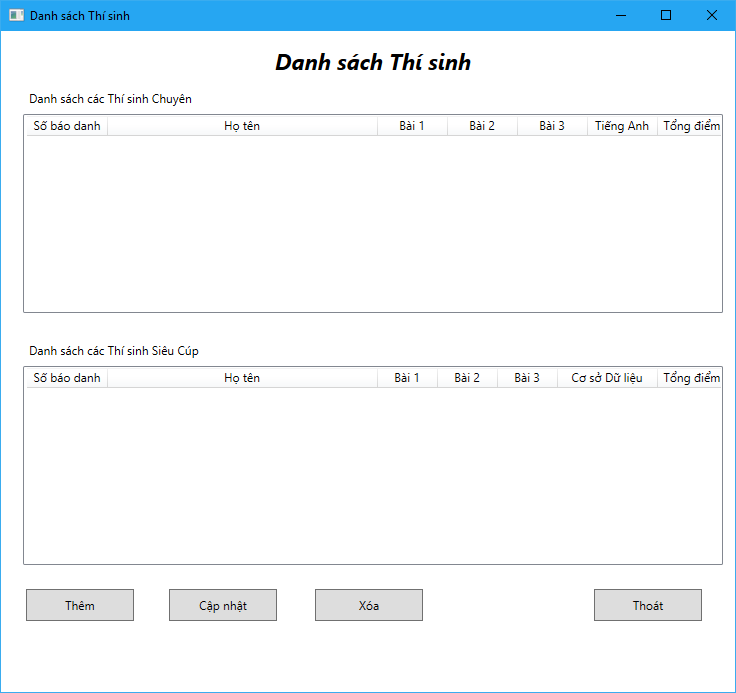 Danh sách Thí sinh
Danh sách Thí sinh
Danh sách các Thí sinh Chuyên
Số báo danh Họ tên Bài 1 Bài 2 Bài 3 Tiếng Anh Tổng điểm
Danh sách các Thí sinh Siêu Cúp
Số báo danh Họ tên Bài 1 Bài 2 Bài 3 Cơ sở Dữ liệu Tổng điểm
Thêm Cập nhật Xóa Thoát